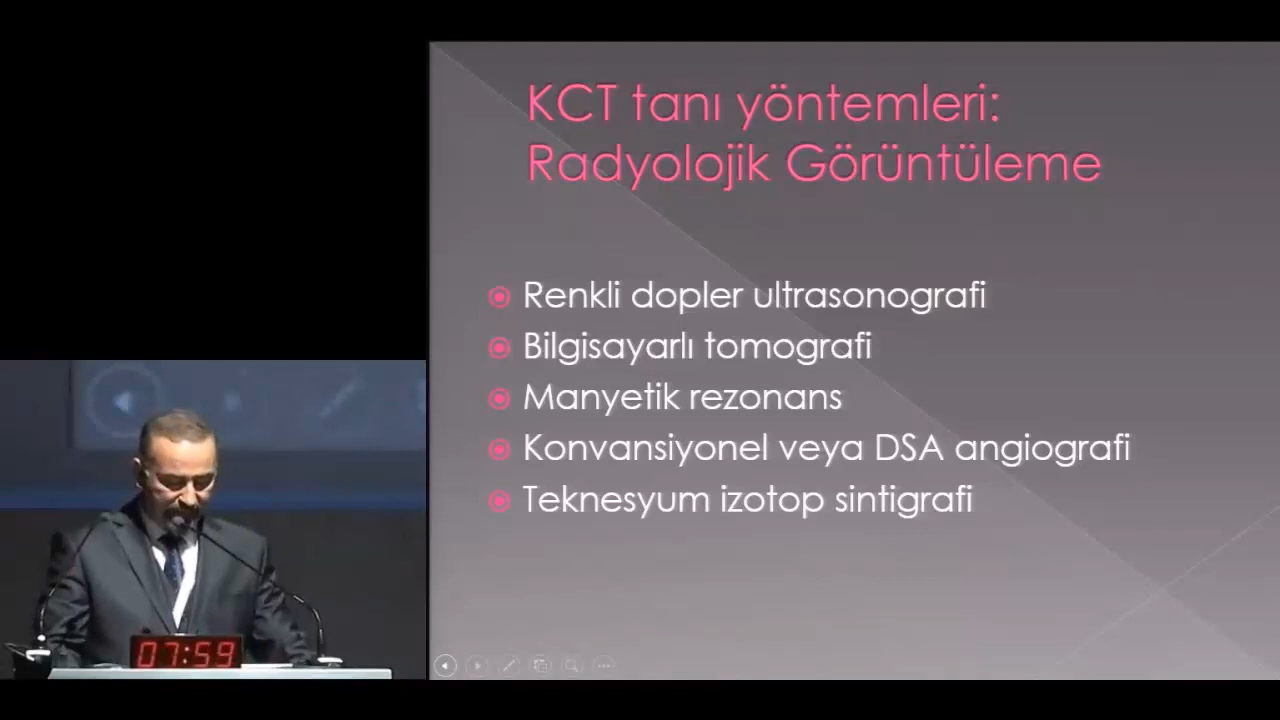 KCT tanı yöntemleri:
Radyolojik Görüntüleme
Renkli dopler ultrasonografi
Bilgisayarlı tomografi
Manyetik rezonans
Konvansiyonel veya DSA angiografi
Teknesyum izotop sintigrafi
07:59